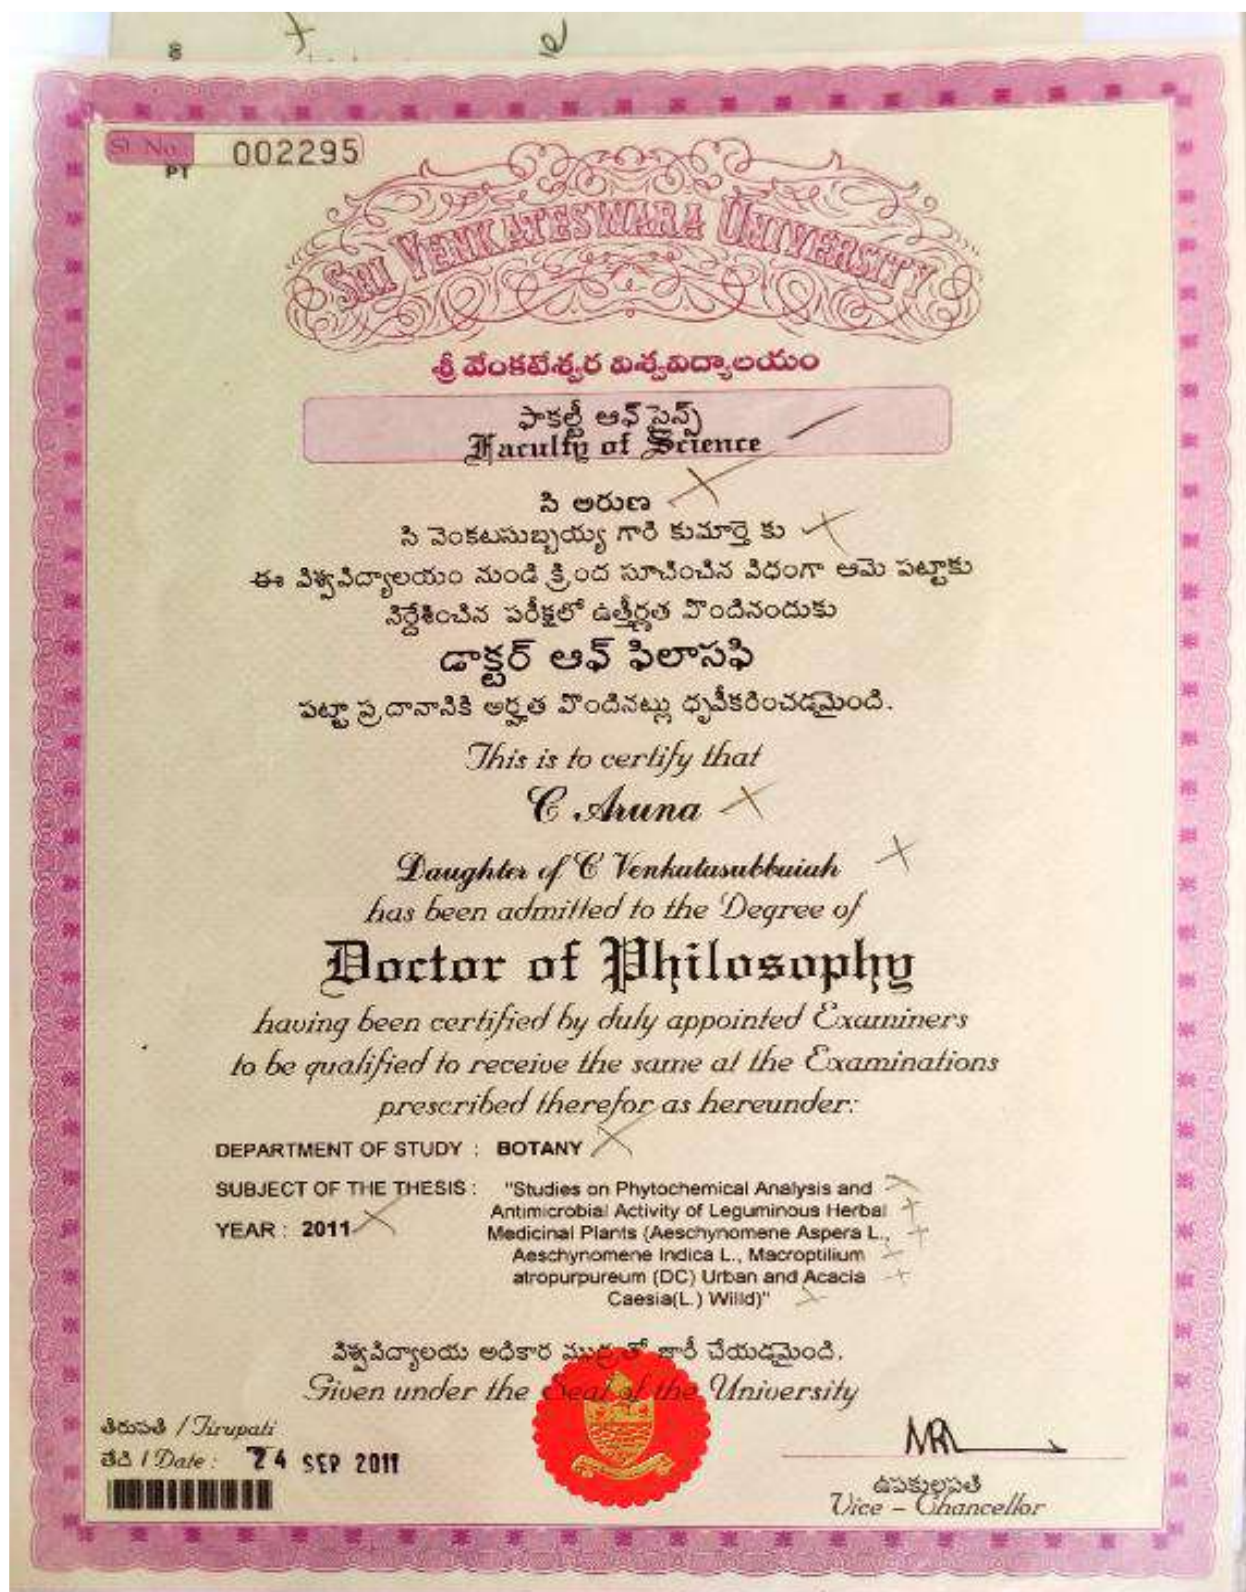 Sl. No. 002295
PT
SRI VENKATESWARA UNIVERSITY
శ్రీ వేంకటేశ్వర విశ్వవిద్యాలయం
ఫాకల్టీ ఆఫ్ సైన్స్
Faculty of Science
సి అరుణ
సి వెంకటసుబ్బయ్య గారి కుమార్తె కు
ఈ విశ్వవిద్యాలయం నుండి క్రింద సూచించిన విధంగా ఆమె పట్టాకు
నిర్దేశించిన పరీక్షలో ఉత్తీర్ణత పొందినందుకు
డాక్టర్ ఆఫ్ ఫిలాసఫి
పట్టా ప్రదానానికి అర్హత పొందినట్లు ధృవీకరించడమైంది.
This is to certify that
C Aruna
Daughter of C Venkatasubbaiah
has been admitted to the Degree of
Doctor of Philosophy
having been certified by duly appointed Examiners
to be qualified to receive the same at the Examinations
prescribed therefor as hereunder:
DEPARTMENT OF STUDY : BOTANY
SUBJECT OF THE THESIS : "Studies on Phytochemical Analysis and
Antimicrobial Activity of Leguminous Herbal
YEAR : 2011 Medicinal Plants (Aeschynomene Aspera L.,
Aeschynomene Indica L., Macroptilium
atropurpureum (DC) Urban and Acacia
Caesia(L.) Willd)"
విశ్వవిద్యాలయ అధికార ముద్రతో జారీ చేయడమైంది.
Given under the Seal of the University
తిరుపతి / Tirupati
తేది / Date : 24 SEP 2011
ఉపకులపతి
Vice – Chancellor